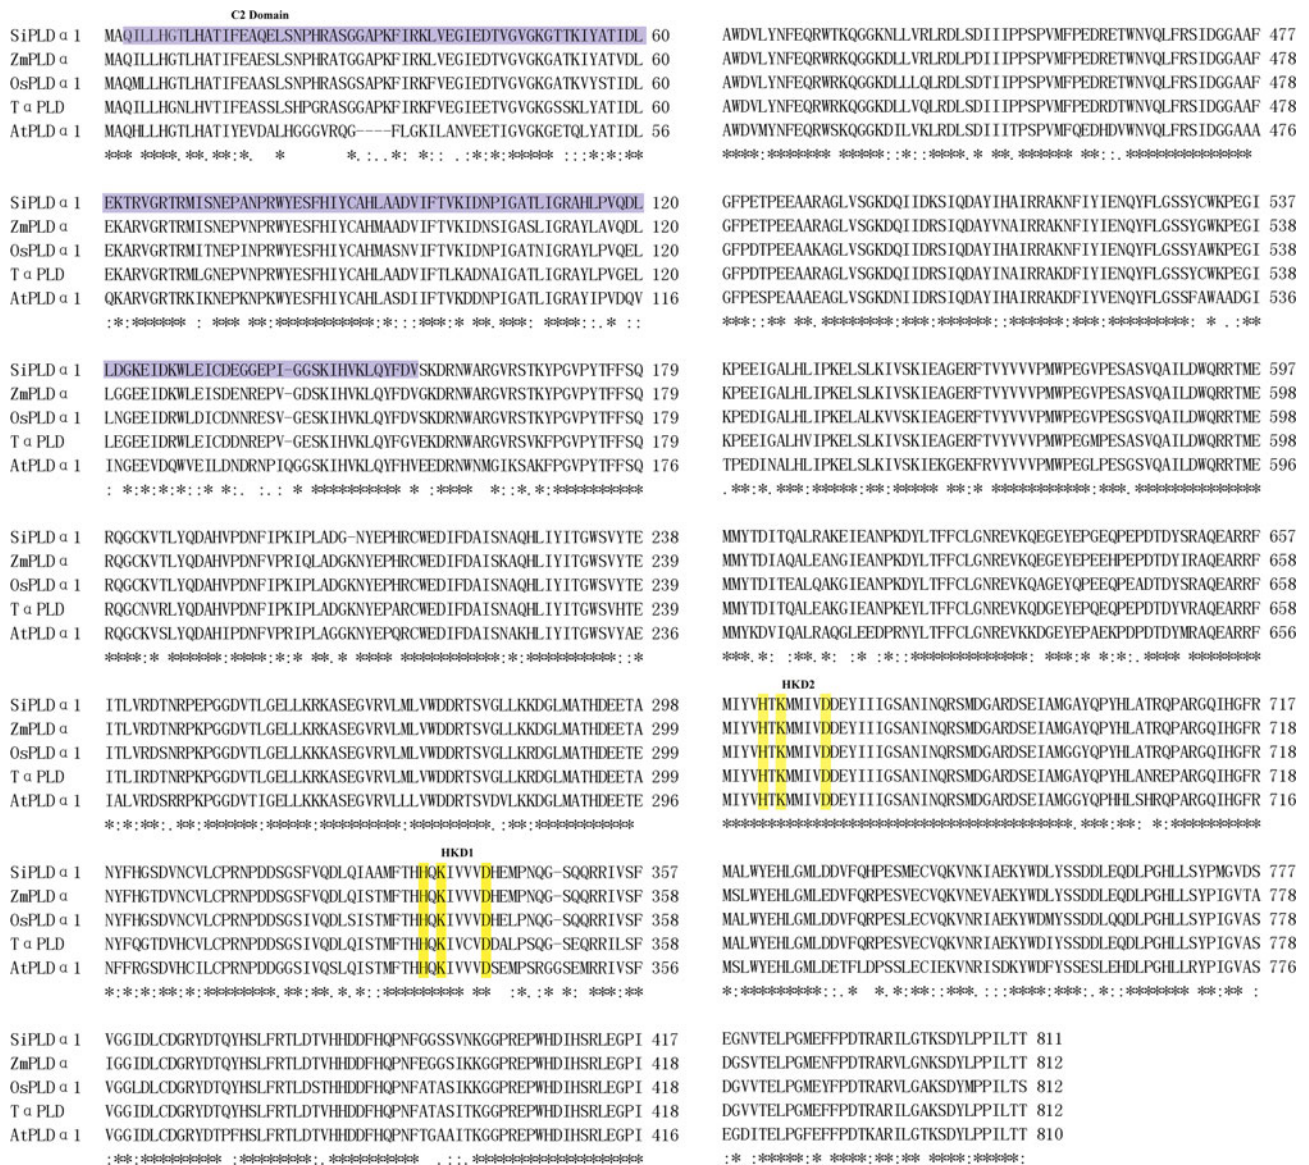 C2 Domain
SiPLDα1 MAQILLHGTLHATIFEAQELSNPHRASGGAPKFIRKLVEGIEDTVGVGKGTTKIYATIDL 60
ZmPLDα MAQILLHGTLHATIFEAESLSNPHRATGGAPKFIRKLVEGIEDTVGVGKGATKIYATVDL 60
OsPLDα1 MAQMLLHGTLHATIFEAASLSNPHRASGSAPKFIRKFVEGIEDTVGVGKGATKVYSTIDL 60
TαPLD MAQILLHGNLHVTIFEASSLSHPGRASGGAPKFIRKFVEGIEETVGVGKGSSKLYATIDL 60
AtPLDα1 MAQHLLHGTLHATIYEVDALHGGGVRQG----FLGKILANVEETIGVGKGETQLYATIDL 56
*** ****.**.**:*. * *.:..*: *:: .:*:*:***** :::*:*:**
SiPLDα1 EKTRVGRTRMISNEPANPRWYESFHIYCAHLAADVIFTVKIDNPIGATLIGRAHLPVQDL 120
ZmPLDα EKARVGRTRMISNEPVNPRWYESFHIYCAHMAADVIFTVKIDNSIGASLIGRAYLAVQDL 120
OsPLDα1 EKARVGRTRMITNEPINPRWYESFHIYCAHMASNVIFTVKIDNPIGATNIGRAYLPVQEL 120
TαPLD EKARVGRTRMLGNEPVNPRWYESFHIYCAHLAADVIFTLKADNAIGATLIGRAYLPVGEL 120
AtPLDα1 QKARVGRTRKIKNEPKNPKWYESFHIYCAHLASDIIFTVKDDNPIGATLIGRAYIPVDQV 116
:*:****** : *** **:***********:*:::***:* **.***: ****::.* ::
SiPLDα1 LDGKEIDKWLEICDEGGEPI-GGSKIHVKLQYFDVSKDRNWARGVRSTKYPGVPYTFFSQ 179
ZmPLDα LGGEEIDKWLEISDENREPV-GDSKIHVKLQYFDVGKDRNWARGVRSTKYPGVPYTFFSQ 179
OsPLDα1 LNGEEIDRWLDICDNNRESV-GESKIHVKLQYFDVSKDRNWARGVRSTKYPGVPYTFFSQ 179
TαPLD LEGEEIDRWLEICDDNREPV-GESKIHVKLQYFGVEKDRNWARGVRSVKFPGVPYTFFSQ 179
AtPLDα1 INGEEVDQWVEILDNDRNPIQGGSKIHVKLQYFHVEEDRNWNMGIKSAKFPGVPYTFFSQ 176
: *:*:*:*::* *:. :.: * ********** * :**** *::*.*:**********
SiPLDα1 RQGCKVTLYQDAHVPDNFIPKIPLADG-NYEPHRCWEDIFDAISNAQHLIYITGWSVYTE 238
ZmPLDα RQGCKVTLYQDAHVPDNFVPRIQLADGKNYEPHRCWEDIFDAISKAQHLIYITGWSVYTE 239
OsPLDα1 RQGCKVTLYQDAHVPDNFIPKIPLADGKNYEPHRCWEDIFDAISNAQHLIYITGWSVYTE 239
TαPLD RQGCNVRLYQDAHVPDNFIPKIPLADGKNYEPARCWEDIFDAISNAQHLIYITGWSVHTE 239
AtPLDα1 RQGCKVSLYQDAHIPDNFVPRIPLAGGKNYEPQRCWEDIFDAISNAKHLIYITGWSVYAE 236
****:* ******:****:*:* **.* **** ***********:*:**********::*
SiPLDα1 ITLVRDTNRPEPGGDVTLGELLKRKASEGVRVLMLVWDDRTSVGLLKKDGLMATHDEETA 298
ZmPLDα ITLVRDTNRPKPGGDVTLGELLKRKASEGVRVLMLVWDDRTSVGLLKKDGLMATHDEETA 299
OsPLDα1 ITLVRDSNRPKPGGDVTLGELLKRKASEGVRVLMLVWDDRTSVGLLKRDGLMATHDEETE 299
TαPLD ITLIRDTNRPKPGGDVTLGELLKRKASEGVRVLMLVWDDRTSVGLLKRDGLMATHDEETA 299
AtPLDα1 IALVRDSRRPKPGGDVTIGELLKKKASEGVRVLLLVWDDRTSVDVLKKDGLMATHDEETE 296
*:*:**:.**:******:*****:*********:*********.:**:***********
HKD1
SiPLDα1 NYFHGSDVNCVLCPRNPDDSGSFVQDLQIAAMFTHHQKIVVVDHEMPNQG-SQQRRIVSF 357
ZmPLDα NYFHGTDVNCVLCPRNPDDSGSFVQDLQISTMFTHHQKIVVVDHEMPNQG-SQQRRIVSF 358
OsPLDα1 NYFHGSDVNCVLCPRNPDDSGSFVQDLQISTMFTHHQKIVVVDHELPNQG-SQQRRIVSF 358
TαPLD NYFQGTDVHCVLCPRNPDDSGSIVQDLQISTMFTHHQKIVCVDDALPSQG-SEQRRILSF 358
AtPLDα1 NFFRGSDVHCILCPRNPDDGGSIVQSLQISTMFTHHQKIVVVDSEMPSRGGSEMRRIVSF 356
*:*:*:**:*:********.**:**.***::********* ** :*.:* *: ***:**
SiPLDα1 VGGIDLCDGRYDTQYHSLFRTLDTVHHDDFHQPNFGGSSVNKGGPREPWHDIHSRLEGPI 417
ZmPLDα IGGIDLCDGRYDTQYHSLFRTLDTVHHDDFHQPNFEGGSIKKGGPREPWHDIHSRLEGPI 418
OsPLDα1 VGGLDLCDGRYDTQYHSLFRTLDSTHHDDFHQPNFATASIKKGGPREPWHDIHSRLEGPI 418
TαPLD VGGIDLCDGRYDTQYHSLFRTLDTVHHDDFHQPNFATASITKGGPREPWHDIHSRLEGPI 418
AtPLDα1 VGGIDLCDGRYDTPFHSLFRTLDTVHHDDFHQPNFTGAAITKGGPREPWHDIHSRLEGPI 416
:**:********* :********:.********** .::.*******************
AWDVLYNFEQRWTKQGGKNLLVRLRDLSDIIIPPSPVMFPEDRETWNVQLFRSIDGGAAF 477
AWDVLYNFEQRWRKQGGKDLLVRLRDLPDIIIPPSPVMFPEDRETWNVQLFRSIDGGAAF 478
AWDVLYNFEQRWRKQGGKDLLLQLRDLSDTIIPPSPVMFPEDRETWNVQLFRSIDGGAAF 478
AWDVLYNFEQRWRKQGGKDLLVQLRDLSDIIIPPSPVMFPEDRDTWNVQLFRSIDGGAAF 478
AWDVMYNFEQRWSKQGGKDILVKLRDLSDIIITPSPVMFQEDHDVWNVQLFRSIDGGAAA 476
****:******* *****::*::****.* **.****** **::.**************
GFPETPEEAARAGLVSGKDQIIDKSIQDAYIHAIRRAKNFIYIENQYFLGSSYCWKPEGI 537
GFPETPEEAARAGLVSGKDQIIDRSIQDAYVNAIRRAKNFIYIENQYFLGSSYGWKPEGI 538
GFPDTPEEAAKAGLVSGKDQIIDRSIQDAYIHAIRRAKNFIYIENQYFLGSSYAWKPEGI 538
GFPDTPEEAARAGLVSGKDQIIDRSIQDAYINAIRRAKDFIYIENQYFLGSSYCWKPEGI 538
GFPESPEAAAEAGLVSGKDNIIDRSIQDAYIHAIRRAKDFIYVENQYFLGSSFAWAADGI 536
***::** **.********:***:******::******:***:*********: * .:**
KPEEIGALHLIPKELSLKIVSKIEAGERFTVYVVVPMWPEGVPESASVQAILDWQRRTME 597
KPEEIGALHLIPKELSLKIVSKIEAGERFTVYVVVPMWPEGVPESASVQAILDWQRRTME 598
KPEDIGALHLIPKELALKVVSKIEAGERFTVYVVVPMWPEGVPESGSVQAILDWQRRTME 598
KPEEIGALHVIPKELSLKIVSKIEAGERFTVYVVVPMWPEGMPESASVQAILDWQRRTME 598
TPEDINALHLIPKELSLKIVSKIEKGEKFRVYVVVPMWPEGLPESGSVQAILDWQRRTME 596
.**:*.***:*****:**:***** **:* ***********:***.**************
MMYTDITQALRAKEIEANPKDYLTFFCLGNREVKQEGEYEPGEQPEPDTDYSRAQEARRF 657
MMYTDIAQALEANGIEANPKDYLTFFCLGNREVKQEGEYEPEEHPEPDTDYIRAQEARRF 658
MMYTDITEALQAKGIEANPKDYLTFFCLGNREVKQAGEYQPEEQPEADTDYSRAQEARRF 658
MMYTDITQALEAKGIEANPKEYLTFFCLGNREVKQDGEYEPQEQPEPDTDYVRAQEARRF 658
MMYKDVIQALRAQGLEEDPRNYLTFFCLGNREVKKDGEYEPAEKPDPDTDYMRAQEARRF 656
***.*: :**.*: :* :*::*************: ***:* *:*:.**** ********
HKD2
MIYVHTKMMIVDDEYIIIGSANINQRSMDGARDSEIAMGAYQPYHLATRQPARGQIHGFR 717
MIYVHTKMMIVDDEYIIIGSANINQRSMDGARDSEIAMGAYQPYHLATRQPARGQIHGFR 718
MIYVHTKMMIVDDEYIIIGSANINQRSMDGARDSEIAMGGYQPYHLATRQPARGQIHGFR 718
MIYVHTKMMIVDDEYIIIGSANINQRSMDGARDSEIAMGAYQPYHLANREPARGQIHGFR 718
MIYVHTKMMIVDDEYIIIGSANINQRSMDGARDSEIAMGGYQPHHLSHRQPARGQIHGFR 716
***************************************.***:**: *:**********
MALWYEHLGMLDDVFQHPESMECVQKVNKIAEKYWDLYSSDDLEQDLPGHLLSYPMGVDS 777
MSLWYEHLGMLEDVFQRPESVECVQKVNEVAEKYWDLYSSDDLEQDLPGHLLSYPIGVTA 778
MALWYEHLGMLDDVFQRPESLECVQKVNRIAEKYWDMYSSDDLQQDLPGHLLSYPIGVAS 778
MALWYEHLGMLDDVFQRPESVECVQKVNRIAEKYWDIYSSDDLEQDLPGHLLSYPIGVAS 778
MSLWYEHLGMLDETFLDPSSLECIEKVNRISDKYWDFYSSESLEHDLPGHLLRYPIGVAS 776
*:*********:.* *.*:**::***.:::****:***:.*::******* **:** :
EGNVTELPGMEFFPDTRARILGTKSDYLPPILTT 811
DGSVTELPGMENFPDTRARVLGNKSDYLPPILTT 812
DGVVTELPGMEYFPDTRARVLGAKSDYMPPILTS 812
DGVVTELPGMEFFPDTRARILGAKSDYLPPILTT 812
EGDITELPGFEFFPDTKARILGTKSDYLPPILTT 810
:* :*****:* ****:**:** ****:*****: